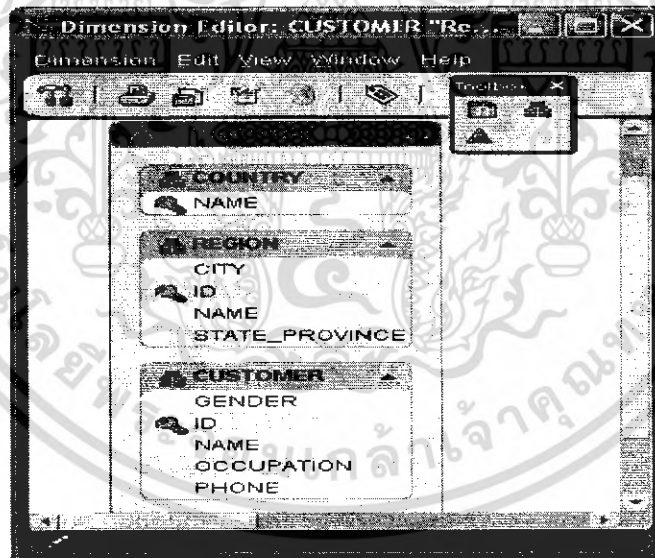 Dimension Editor: CUSTOMER "Re...
Dimension Edit View Window Help
Toolbox
COUNTRY
NAME
REGION
CITY
ID
NAME
STATE_PROVINCE
CUSTOMER
GENDER
ID
NAME
OCCUPATION
PHONE